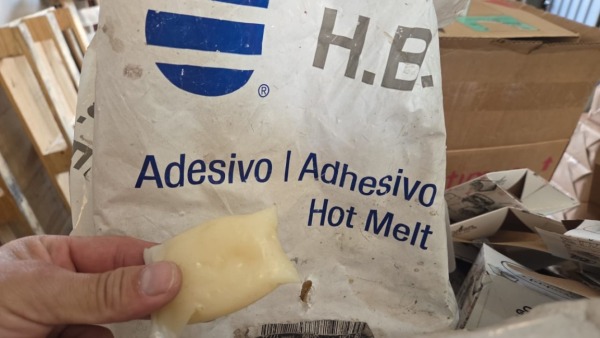 H.B.
®
Adesivo | Adhesivo
Hot Melt